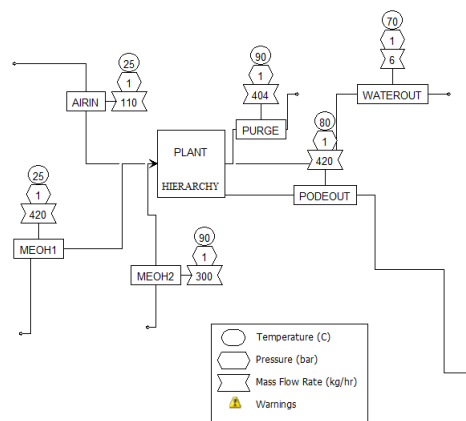 70
1
6
WATEROUT
90
1
404
PURGE
25
1
110
AIRIN
80
1
420
PODEOUT
PLANT
HIERARCHY
25
1
420
MEOH1
90
1
300
MEOH2
Temperature (C)
Pressure (bar)
Mass Flow Rate (kg/hr)
Warnings